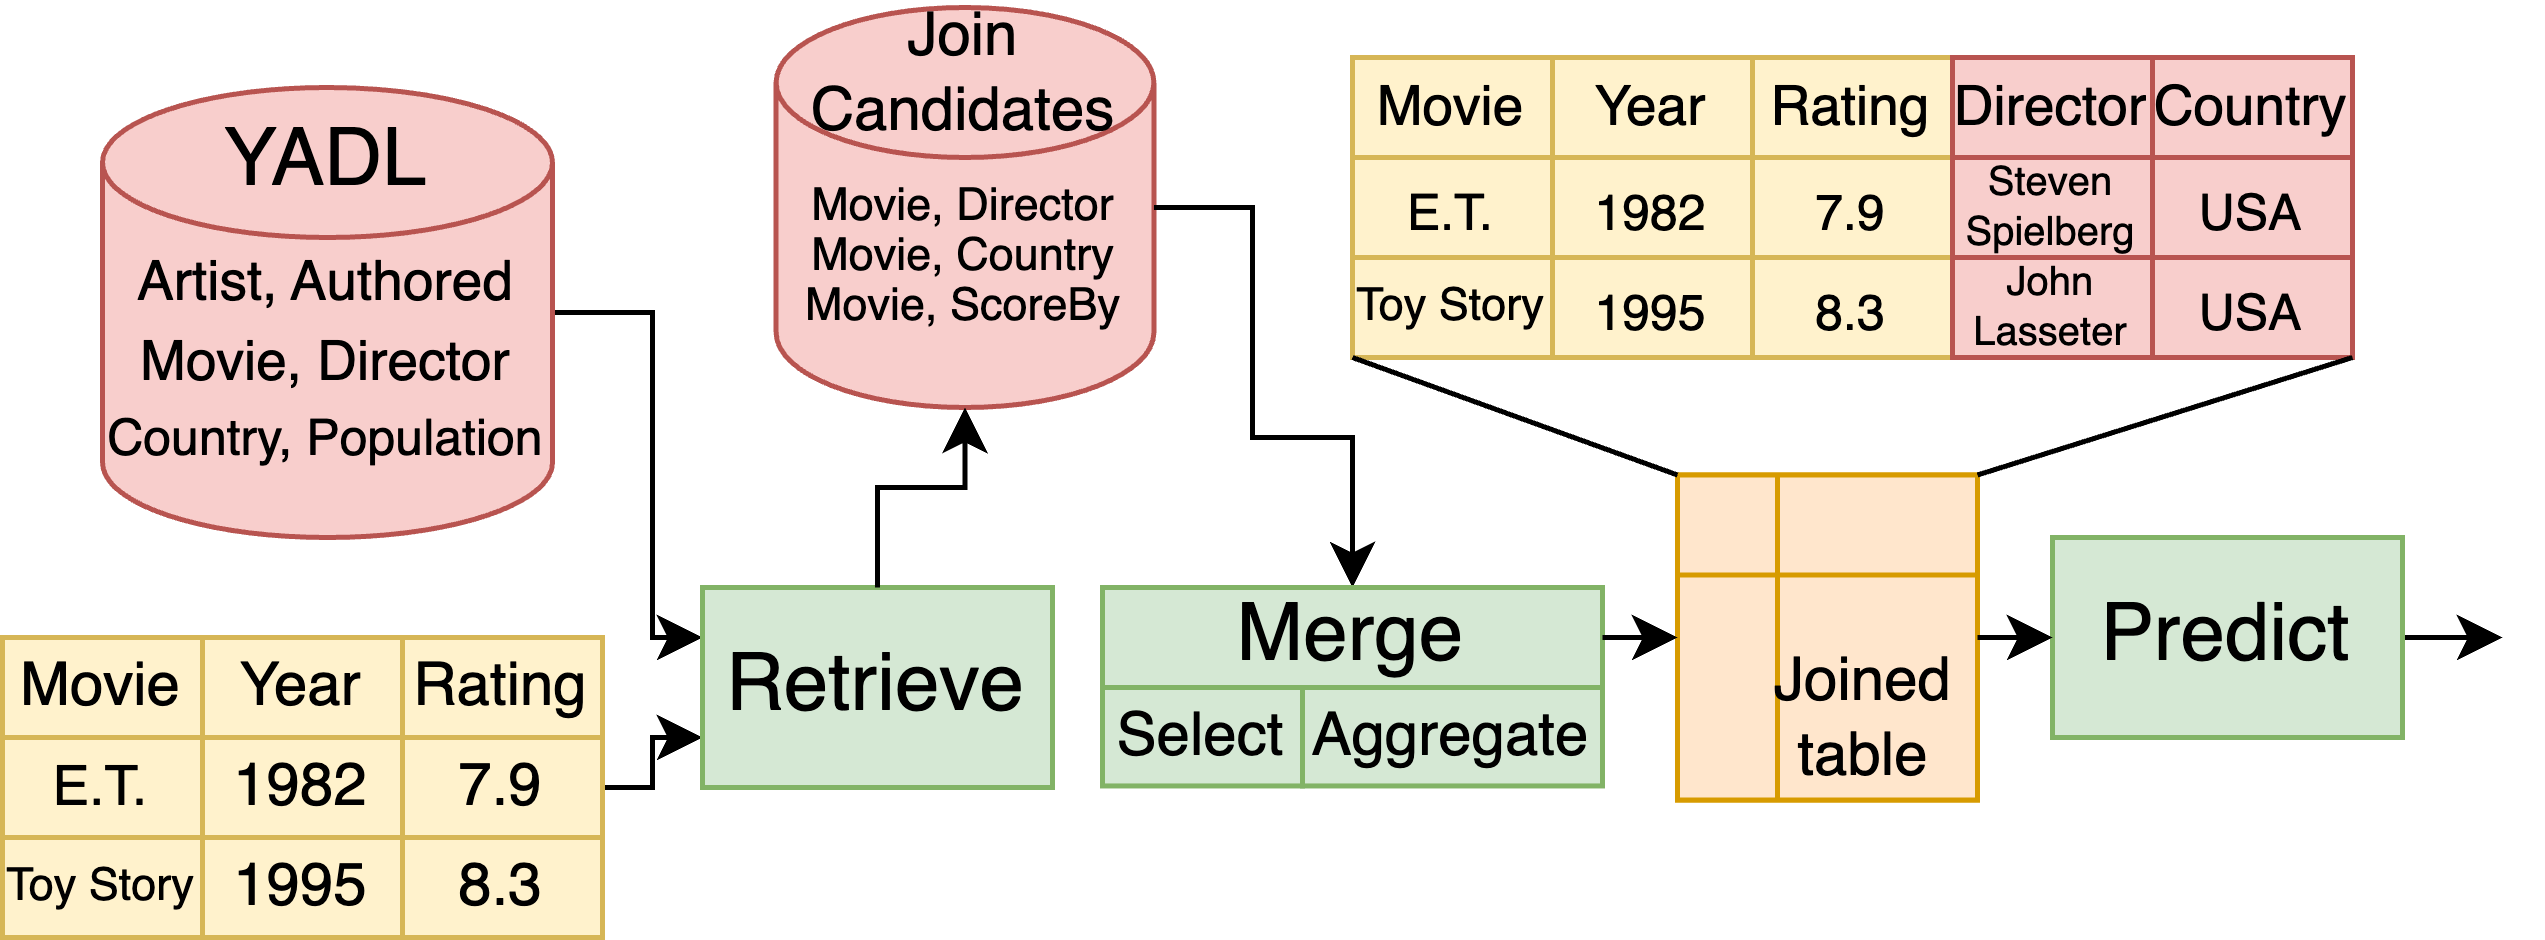 YADL
Artist, Authored
Movie, Director
Country, Population
Movie Year Rating
E.T. 1982 7.9
Toy Story 1995 8.3
Retrieve
Join
Candidates
Movie, Director
Movie, Country
Movie, ScoreBy
Merge
Select Aggregate
Movie Year Rating Director Country
E.T. 1982 7.9 Steven Spielberg USA
Toy Story 1995 8.3 John Lasseter USA
Joined
table
Predict